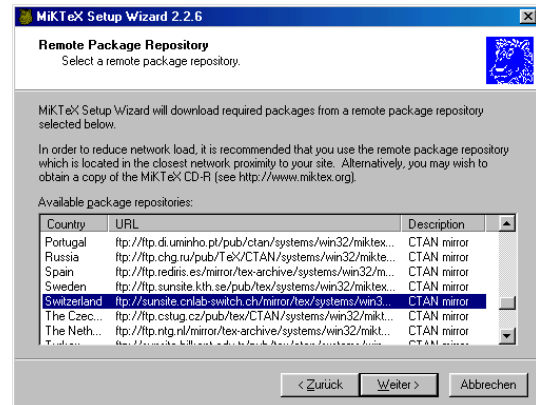 MiKTeX Setup Wizard 2.2.6
Remote Package Repository
Select a remote package repository.
MiKTeX Setup Wizard will download required packages from a remote package repository
selected below.
In order to reduce network load, it is recommended that you use the remote package repository
which is located in the closest network proximity to your site. Alternatively, you may wish to
obtain a copy of the MiKTeX CD-R (see http://www.miktex.org).
Available package repositories:
Country URL Description
Portugal ftp://ftp.di.uminho.pt/pub/ctan/systems/win32/miktex... CTAN mirror
Russia ftp://ftp.chg.ru/pub/TeX/CTAN/systems/win32/mikte... CTAN mirror
Spain ftp://ftp.rediris.es/mirror/tex-archive/systems/win32/m... CTAN mirror
Sweden ftp://ftp.sunsite.kth.se/pub/tex/systems/win32/miktex... CTAN mirror
Switzerland ftp://sunsite.cnlab-switch.ch/mirror/tex/systems/win3... CTAN mirror
The Czec... ftp://ftp.cstug.cz/pub/tex/CTAN/systems/win32/mikt... CTAN mirror
The Neth... ftp://ftp.ntg.nl/mirror/tex-archive/systems/win32/mikt... CTAN mirror
< Zurück Weiter > Abbrechen